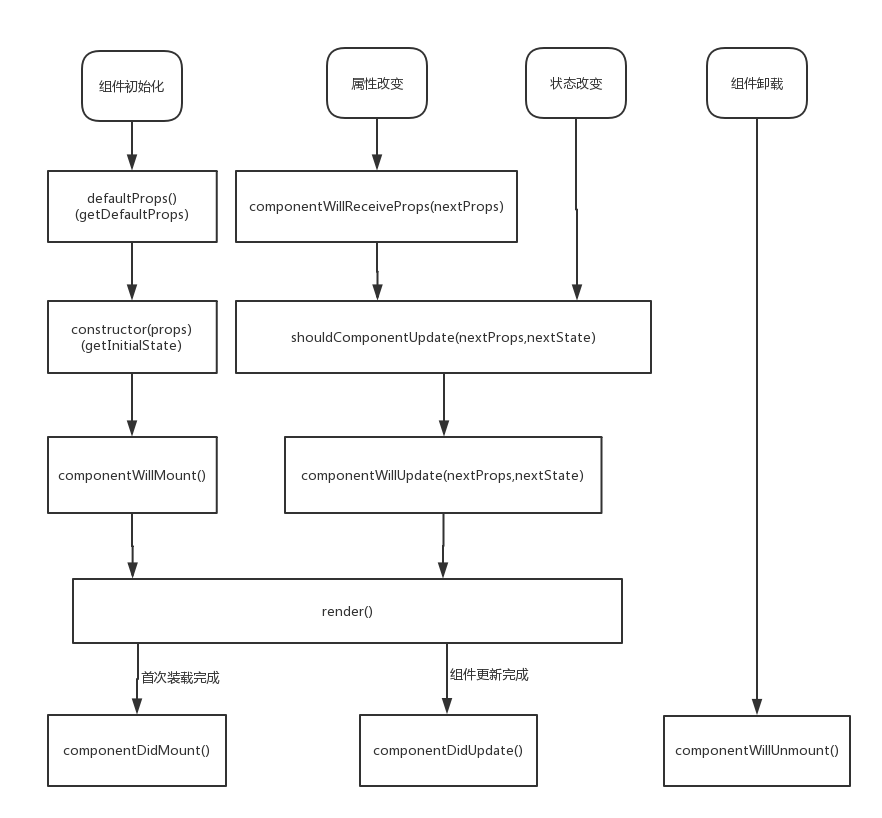 组件初始化
属性改变
状态改变
组件卸载
defaultProps()
(getDefaultProps)
componentWillReceiveProps(nextProps)
constructor(props)
(getInitialState)
shouldComponentUpdate(nextProps,nextState)
componentWillMount()
componentWillUpdate(nextProps,nextState)
render()
首次装载完成
组件更新完成
componentDidMount()
componentDidUpdate()
componentWillUnmount()